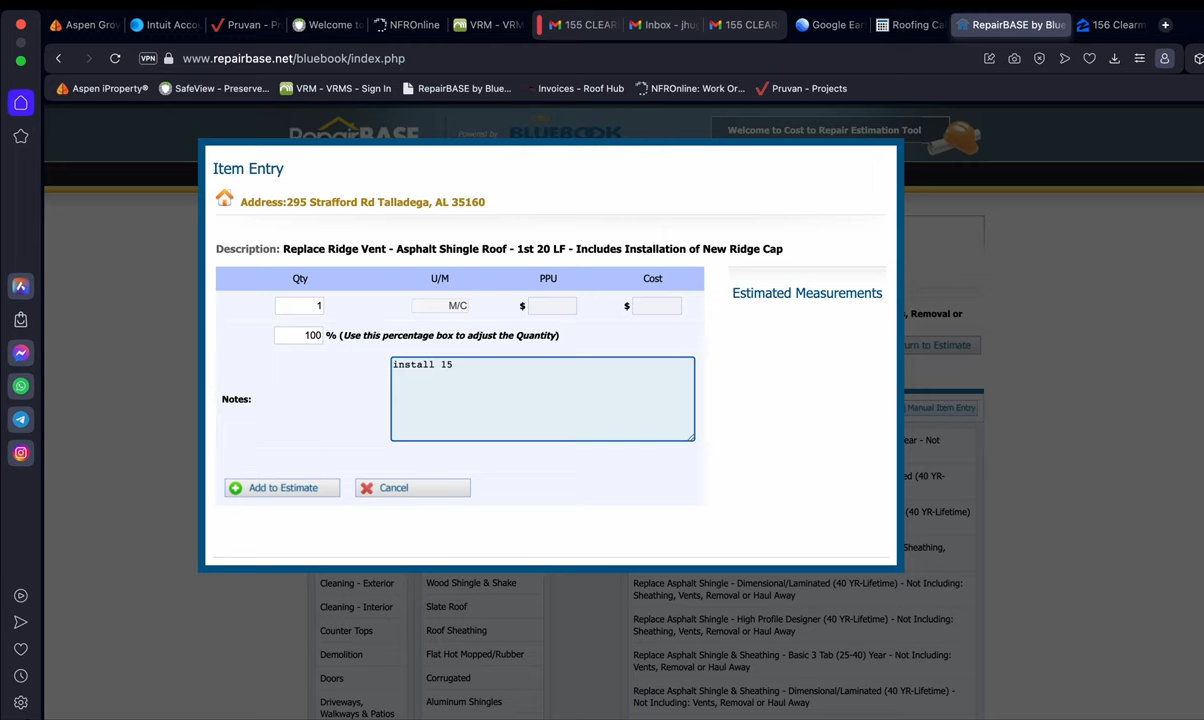 Aspen Gro
Intuit Acco
Pruvan - P
Welcome to
NFROnline
VRM - VR
155 CLEAR
Inbox - jhu
155 CLEAR
Google Ear
Roofing Ca
RepairBASE by Blue
156 Clearm
VPN
www.repairbase.net/bluebook/index.php
Aspen iProperty®
SafeView - Preserve...
VRM - VRMS - Sign In
RepairBASE by Blue...
Invoices - Roof Hub
NFROnline: Work Or...
Pruvan - Projects
RepairBASE
Powered by
BLUEBOOK
Welcome to Cost to Repair Estimation Tool
Item Entry
Address:295 Strafford Rd Talladega, AL 35160
Description: Replace Ridge Vent - Asphalt Shingle Roof - 1st 20 LF - Includes Installation of New Ridge Cap
Qty U/M PPU Cost
1 M/C $ $
100 % (Use this percentage box to adjust the Quantity)
install 15
Notes:
Add to Estimate
Cancel
Estimated Measurements
, Removal or
urn to Estimate
Manual Item Entry
ear - Not
ed (40 YR-
(40 YR-Lifetime)
Sheathing,
Cleaning - Exterior
Cleaning - Interior
Counter Tops
Demolition
Doors
Driveways,
Walkways & Patios
Wood Shingle & Shake
Slate Roof
Roof Sheathing
Flat Hot Mopped/Rubber
Corrugated
Aluminum Shingles
Replace Asphalt Shingle - Dimensional/Laminated (40 YR-Lifetime) - Not Including:
Sheathing, Vents, Removal or Haul Away
Replace Asphalt Shingle - High Profile Designer (40 YR-Lifetime) - Not Including:
Sheathing, Vents, Removal or Haul Away
Replace Asphalt Shingle & Sheathing - Basic 3 Tab (25-40) Year - Not Including:
Vents, Removal or Haul Away
Replace Asphalt Shingle & Sheathing - Dimensional/Laminated (40 YR-Lifetime) -
Not Including: Vents, Removal or Haul Away